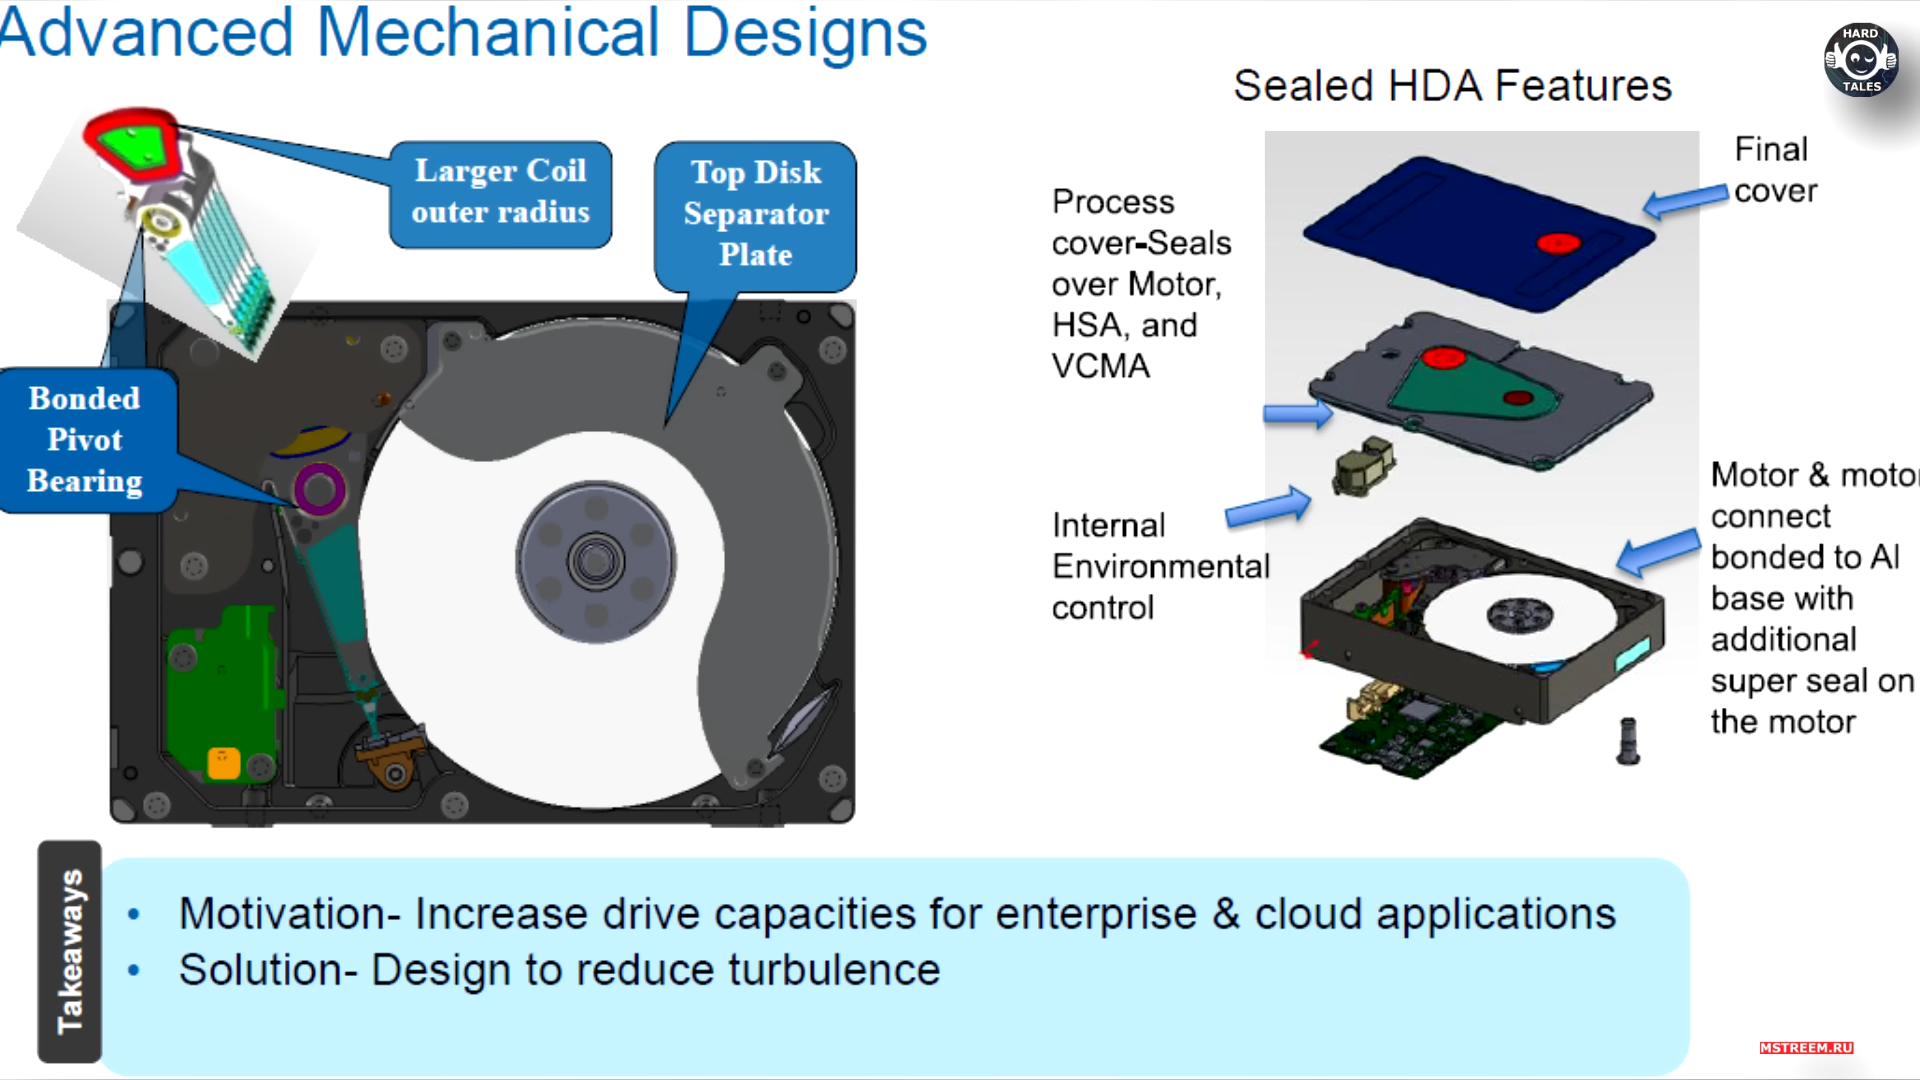 Advanced Mechanical Designs
HARD
TALES
Sealed HDA Features
Larger Coil
outer radius
Top Disk
Separator
Plate
Bonded
Pivot
Bearing
Final
cover
Process
cover-Seals
over Motor,
HSA, and
VCMA
Internal
Environmental
control
Motor & motor
connect
bonded to Al
base with
additional
super seal on
the motor
Takeaways
• Motivation- Increase drive capacities for enterprise & cloud applications
• Solution- Design to reduce turbulence
MSTREEM.RU